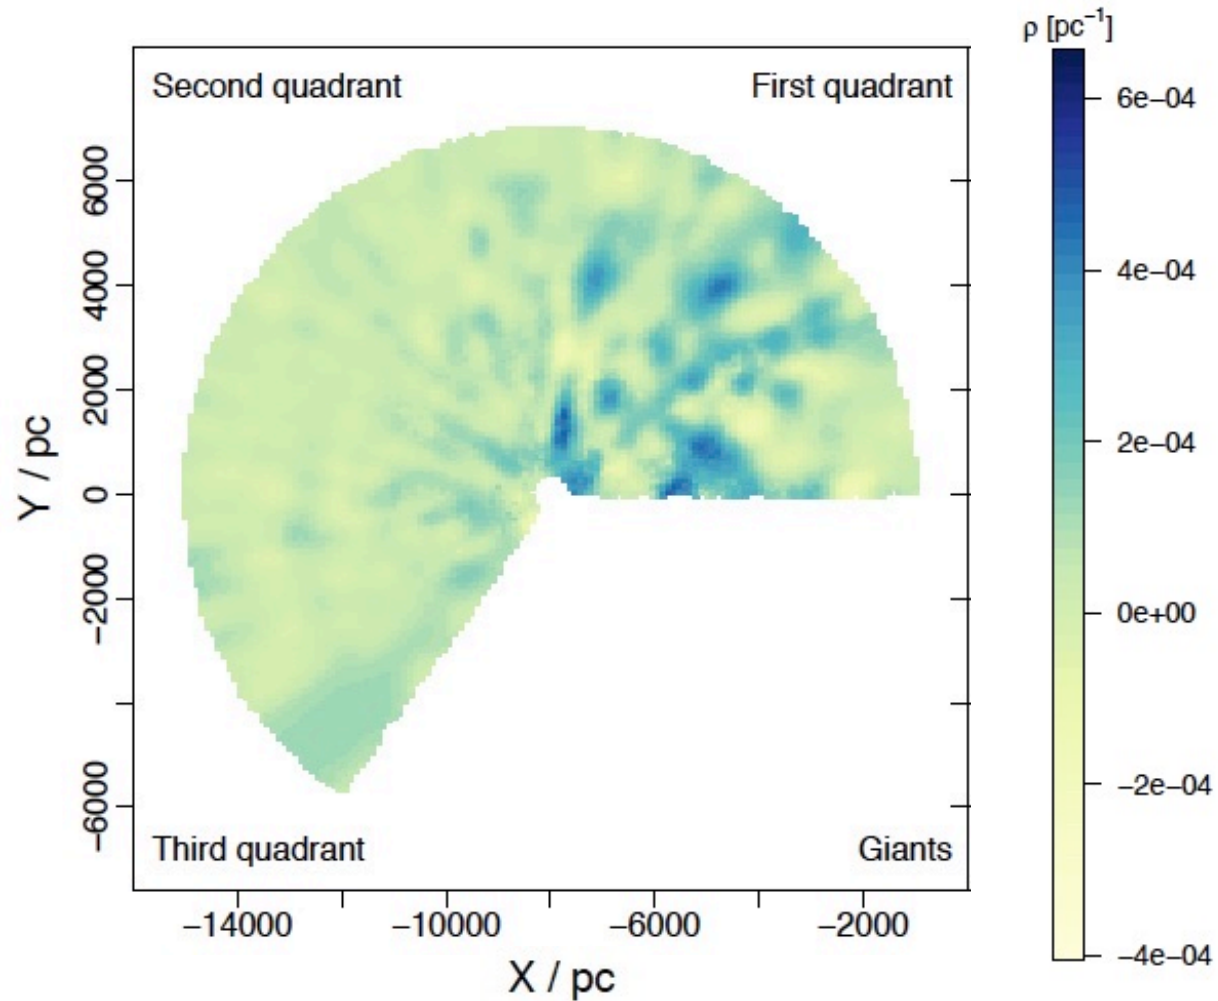 ρ [pc⁻¹]
Second quadrant
First quadrant
6e−04
4e−04
2e−04
0e+00
−2e−04
−4e−04
6000
4000
2000
0
−2000
−6000
Y / pc
Third quadrant
Giants
−14000
−10000
−6000
−2000
X / pc